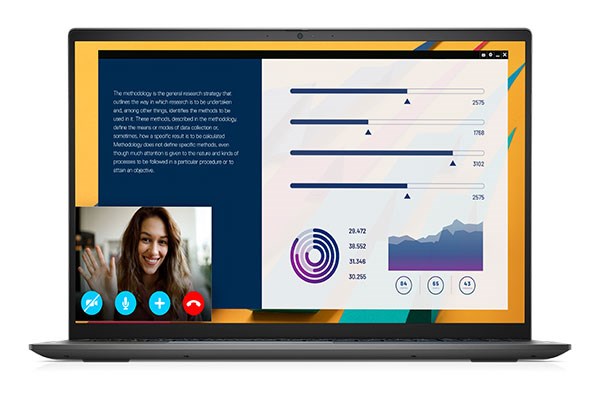 The methodology is the general research strategy that
outlines the way in which research is to be undertaken
and, among other things, identifies the methods to be
used in it. These methods, described in the methodology
define the means or modes of data collection or,
sometimes, how a specific result is to be calculated
Methodology does not define specific methods, even
though much attention is given to the nature and kinds of
processes to be followed in a particular procedure or to
attain an objective.
2575
1768
3102
2575
29.472
38.552
31.346
30.255
84
65
43